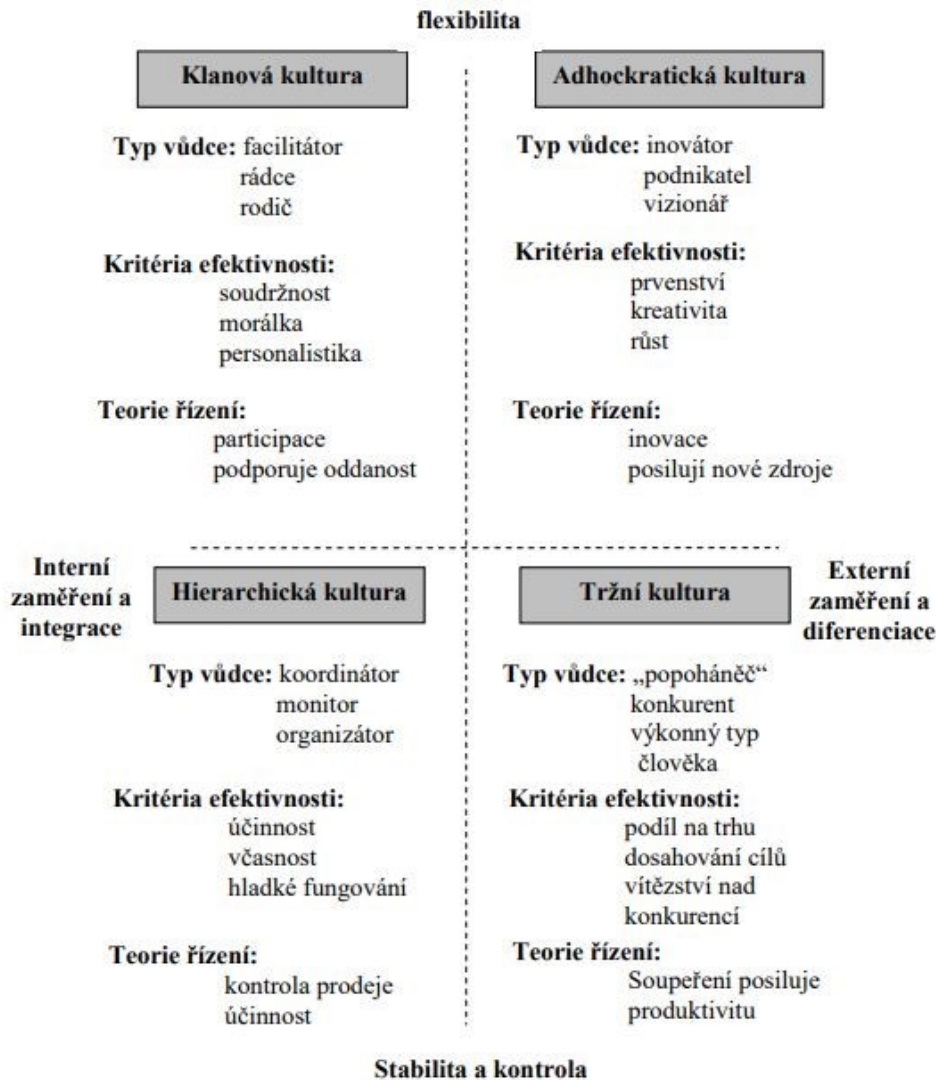 flexibilita
Klanová kultura
Typ vůdce: facilitátor
rádce
rodič
Kritéria efektivnosti:
soudržnost
morálka
personalistika
Teorie řízení:
participace
podporuje oddanost
Adhockratická kultura
Typ vůdce: inovátor
podnikatel
vizionář
Kritéria efektivnosti:
prvenství
kreativita
růst
Teorie řízení:
inovace
posilují nové zdroje
Interní
zaměření a
integrace
Hierarchická kultura
Typ vůdce: koordinátor
monitor
organizátor
Kritéria efektivnosti:
účinnost
včasnost
hladké fungování
Teorie řízení:
kontrola prodeje
účinnost
Tržní kultura
Typ vůdce: „popoháněč“
konkurent
výkonný typ
člověka
Kritéria efektivnosti:
podíl na trhu
dosahování cílů
vítězství nad
konkurencí
Teorie řízení:
Soupeření posiluje
produktivitu
Externí
zaměření a
diferenciace
Stabilita a kontrola